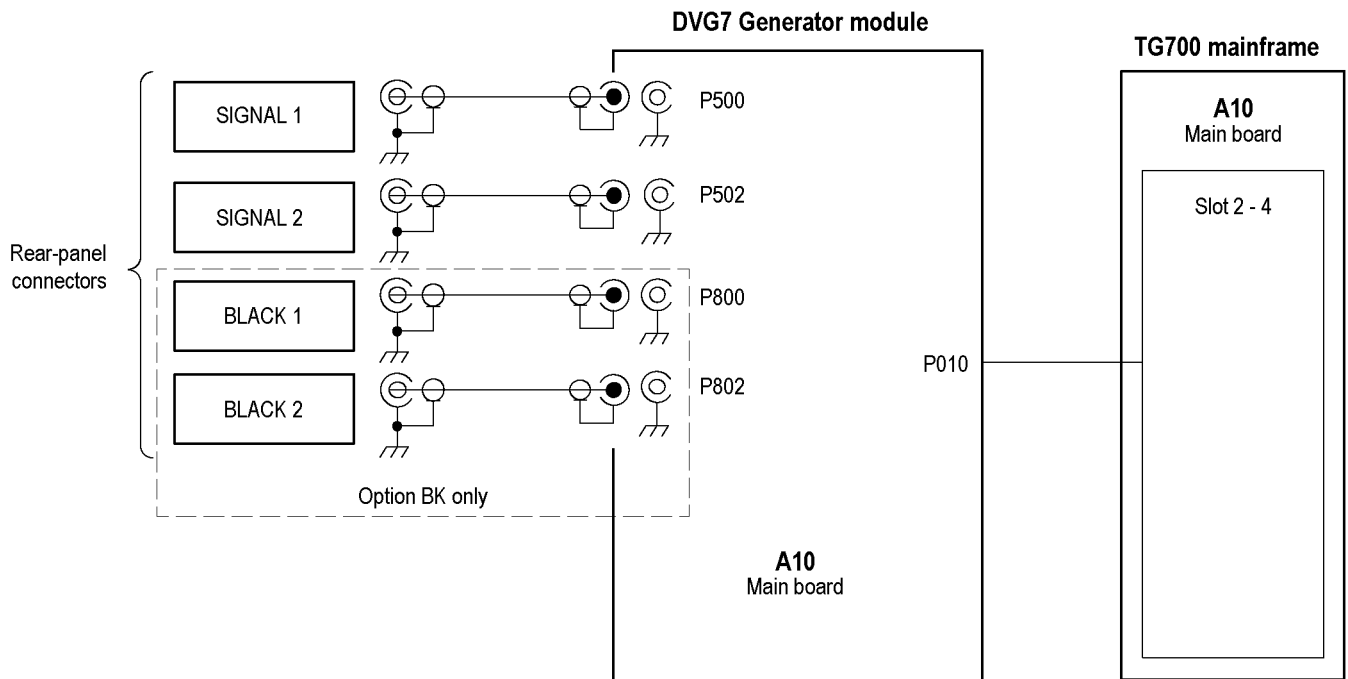 DVG7 Generator module
TG700 mainframe
Rear-panel
connectors
SIGNAL 1
P500
SIGNAL 2
P502
BLACK 1
P800
BLACK 2
P802
Option BK only
A10
Main board
P010
A10
Main board
Slot 2 - 4